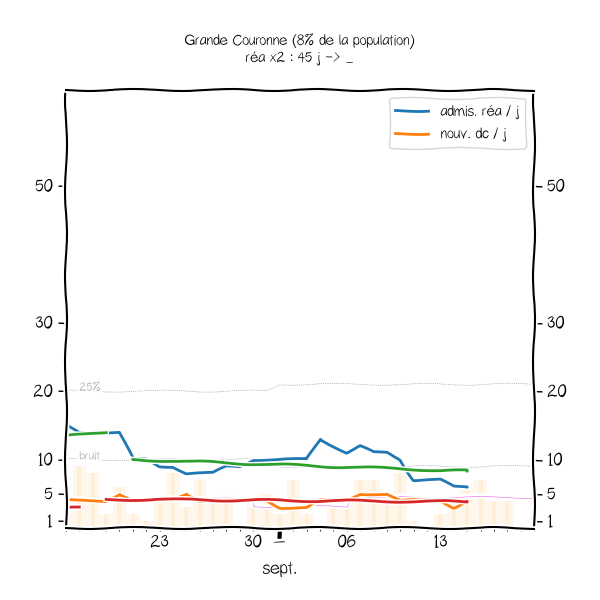 Grande Couronne (8% de la population)
réa x2 : 45 j -> _
admis. réa / j
nouv. dc / j
50 50
30 30
25%
20 20
bruit
10 10
5 5
1 1
23 30 1 06 13
sept.